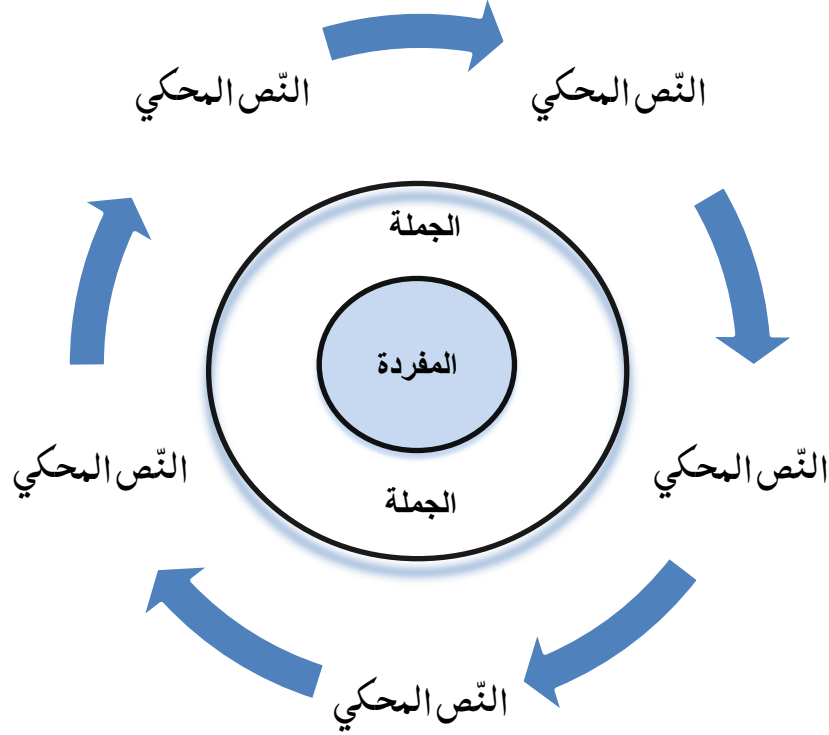 النّص المحكي
النّص المحكي
الجملة
المفردة
النّص المحكي
النّص المحكي
الجملة
النّص المحكي